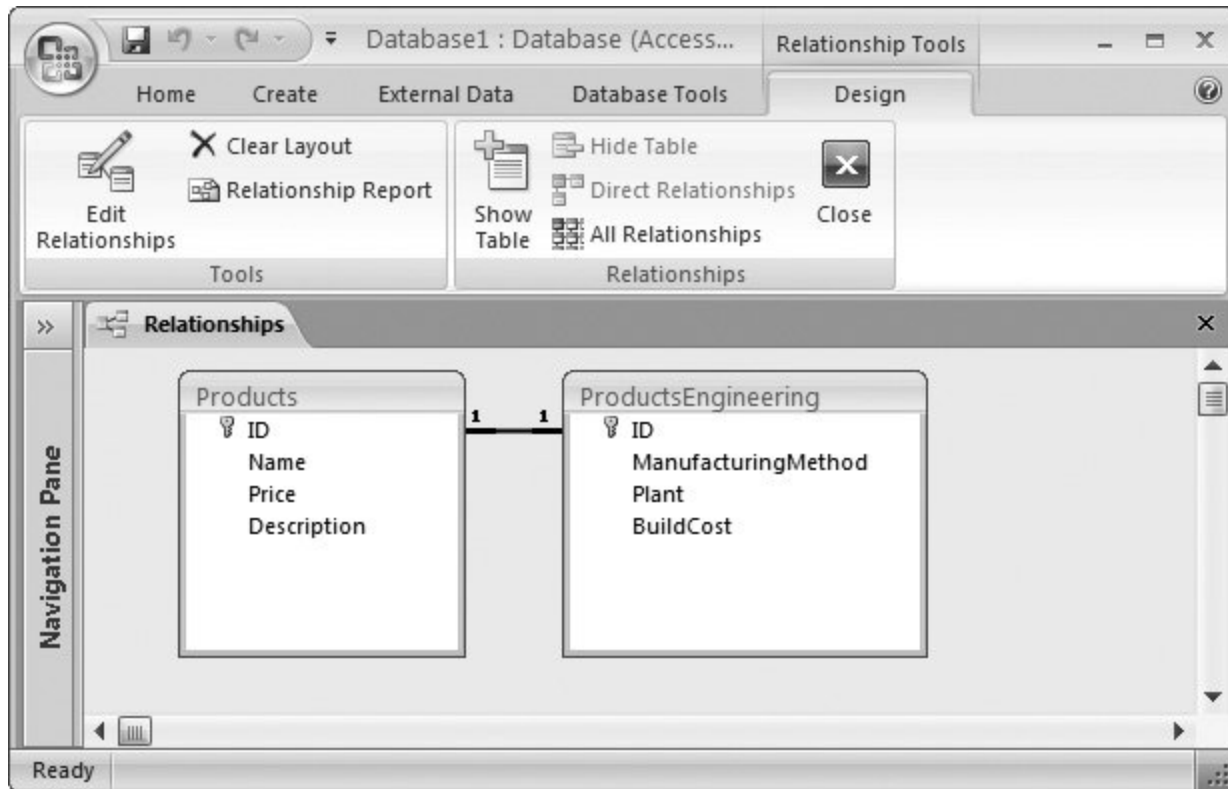 Database1 : Database (Access...
Relationship Tools
Home Create External Data Database Tools Design
Edit Relationships
Clear Layout
Relationship Report
Tools
Show Table
Hide Table
Direct Relationships
All Relationships
Close
Relationships
Relationships
Navigation Pane
Products
ID
Name
Price
Description
1 1
ProductsEngineering
ID
ManufacturingMethod
Plant
BuildCost
Ready